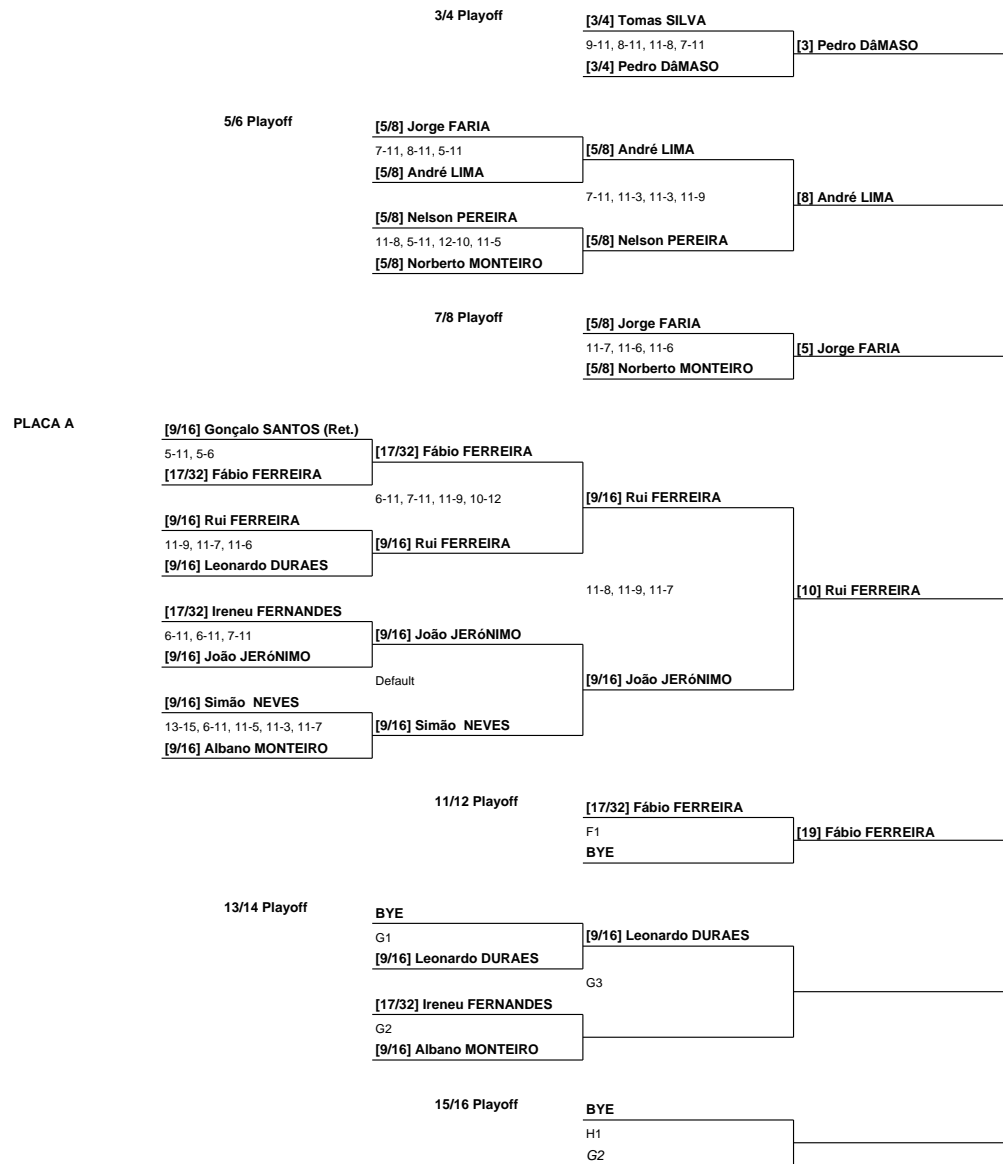 3/4 Playoff
[3/4] Tomas SILVA
9-11, 8-11, 11-8, 7-11
[3] Pedro DâMASO
[3/4] Pedro DâMASO
5/6 Playoff
[5/8] Jorge FARIA
7-11, 8-11, 5-11
[5/8] André LIMA
[5/8] André LIMA
7-11, 11-3, 11-3, 11-9
[8] André LIMA
[5/8] Nelson PEREIRA
11-8, 5-11, 12-10, 11-5
[5/8] Nelson PEREIRA
[5/8] Norberto MONTEIRO
7/8 Playoff
[5/8] Jorge FARIA
11-7, 11-6, 11-6
[5] Jorge FARIA
[5/8] Norberto MONTEIRO
PLACA A
[9/16] Gonçalo SANTOS (Ret.)
5-11, 5-6
[17/32] Fábio FERREIRA
[17/32] Fábio FERREIRA
6-11, 7-11, 11-9, 10-12
[9/16] Rui FERREIRA
[9/16] Rui FERREIRA
11-9, 11-7, 11-6
[9/16] Rui FERREIRA
[9/16] Leonardo DURAES
11-8, 11-9, 11-7
[10] Rui FERREIRA
[17/32] Ireneu FERNANDES
6-11, 6-11, 7-11
[9/16] João JERóNIMO
[9/16] João JERóNIMO
Default
[9/16] João JERóNIMO
[9/16] Simão  NEVES
13-15, 6-11, 11-5, 11-3, 11-7
[9/16] Simão  NEVES
[9/16] Albano MONTEIRO
11/12 Playoff
[17/32] Fábio FERREIRA
F1
[19] Fábio FERREIRA
BYE
13/14 Playoff
BYE
G1
[9/16] Leonardo DURAES
[9/16] Leonardo DURAES
G3
[17/32] Ireneu FERNANDES
G2
[9/16] Albano MONTEIRO
15/16 Playoff
BYE
H1
G2